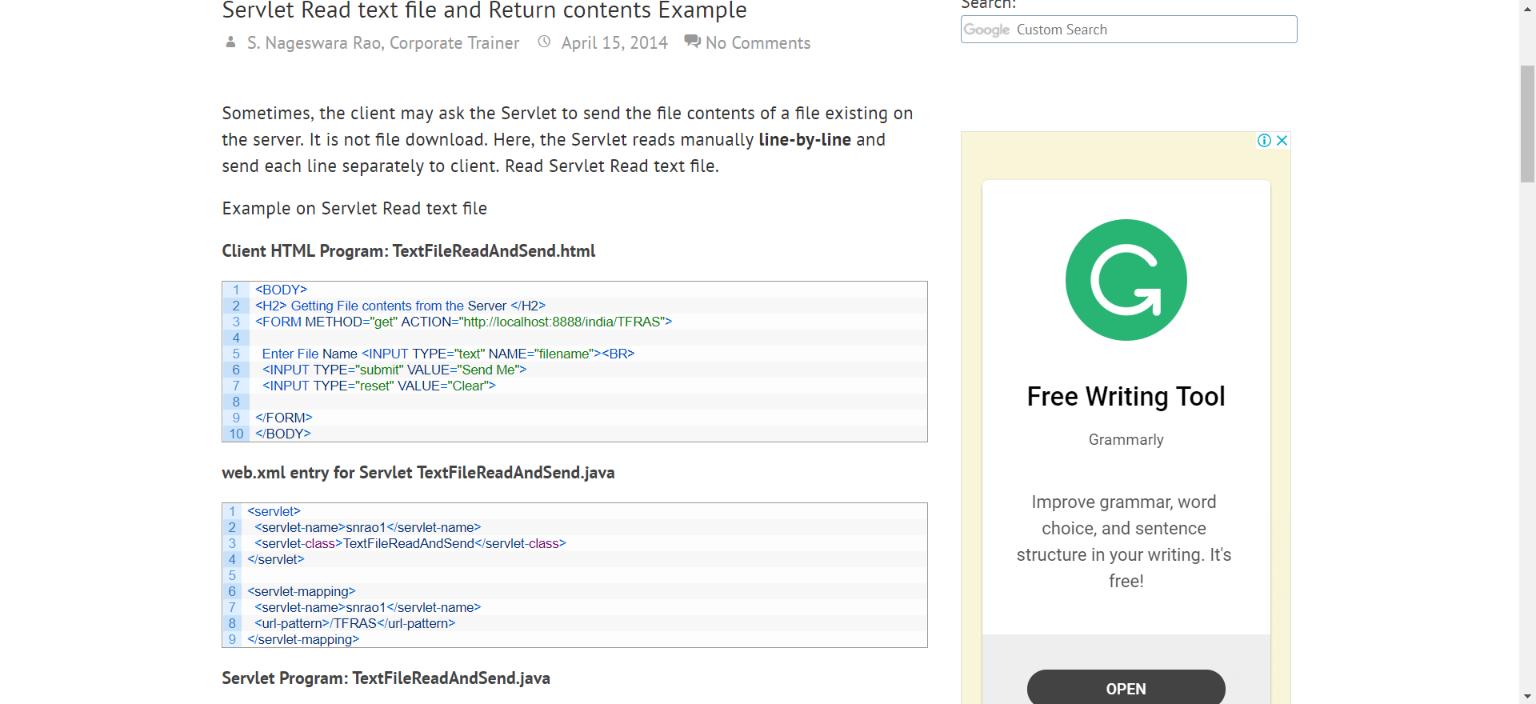 Servlet Read text file and Return contents Example
S. Nageswara Rao, Corporate Trainer April 15, 2014 No Comments
Sometimes, the client may ask the Servlet to send the file contents of a file existing on
the server. It is not file download. Here, the Servlet reads manually line-by-line and
send each line separately to client. Read Servlet Read text file.
Example on Servlet Read text file
Client HTML Program: TextFileReadAndSend.html
1 <BODY>
2 <H2> Getting File contents from the Server </H2>
3 <FORM METHOD="get" ACTION="http://localhost:8888/india/TFRAS">
4
5 Enter File Name <INPUT TYPE="text" NAME="filename"><BR>
6 <INPUT TYPE="submit" VALUE="Send Me">
7 <INPUT TYPE="reset" VALUE="Clear">
8
9 </FORM>
10 </BODY>
web.xml entry for Servlet TextFileReadAndSend.java
1 <servlet>
2 <servlet-name>snrao1</servlet-name>
3 <servlet-class>TextFileReadAndSend</servlet-class>
4 </servlet>
5
6 <servlet-mapping>
7 <servlet-name>snrao1</servlet-name>
8 <url-pattern>/TFRAS</url-pattern>
9 </servlet-mapping>
Servlet Program: TextFileReadAndSend.java
Search:
Google Custom Search
Free Writing Tool
Grammarly
Improve grammar, word
choice, and sentence
structure in your writing. It's
free!
OPEN